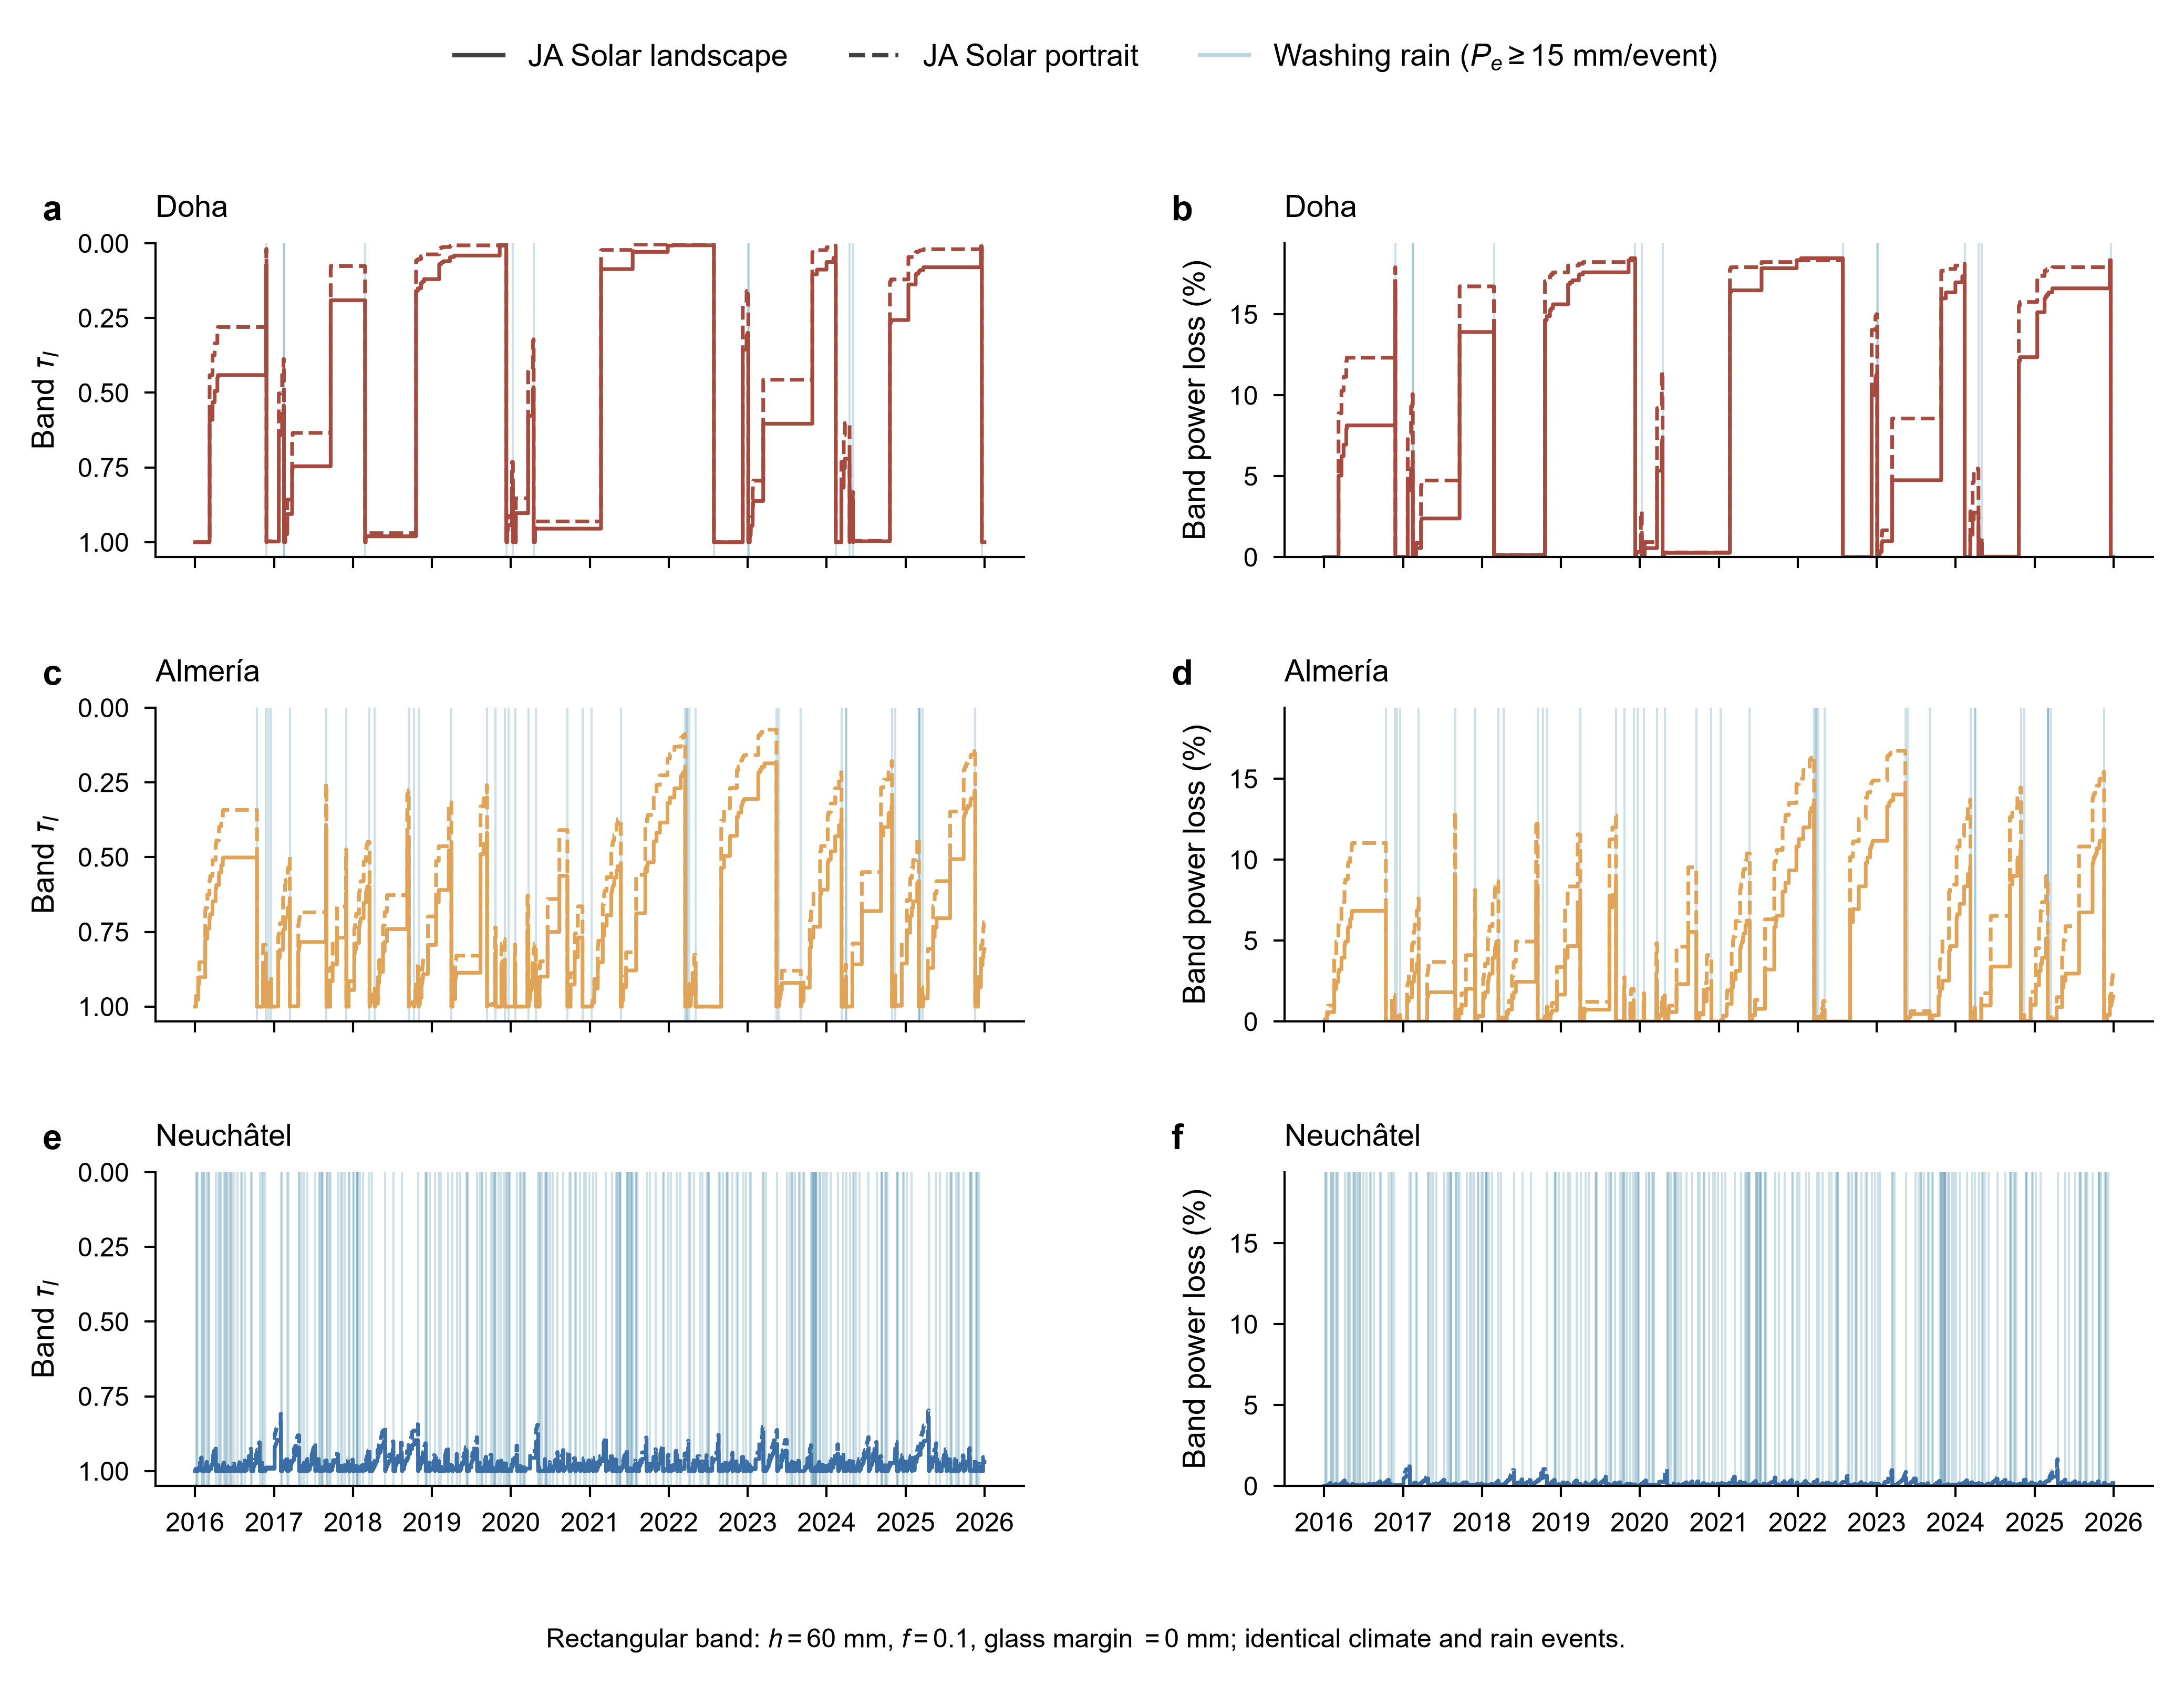 JA Solar landscape JA Solar portrait Washing rain (Pe ≥ 15 mm/event)
a Doha
0.00
0.25
0.50
0.75
1.00
Band τl
b Doha
15
10
5
0
Band power loss (%)
c Almería
0.00
0.25
0.50
0.75
1.00
Band τl
d Almería
15
10
5
0
Band power loss (%)
e Neuchâtel
0.00
0.25
0.50
0.75
1.00
Band τl
2016 2017 2018 2019 2020 2021 2022 2023 2024 2025 2026
f Neuchâtel
15
10
5
0
Band power loss (%)
2016 2017 2018 2019 2020 2021 2022 2023 2024 2025 2026
Rectangular band: h = 60 mm, f = 0.1, glass margin = 0 mm; identical climate and rain events.